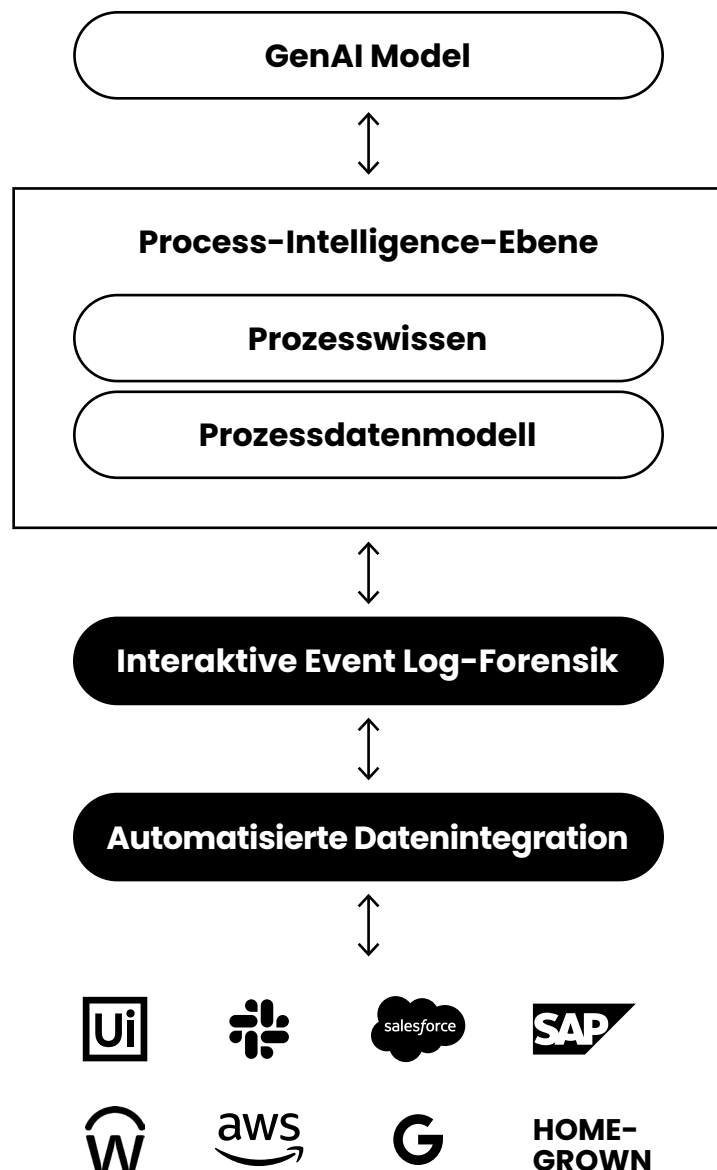 GenAI Model
Process-Intelligence-Ebene
Prozesswissen
Prozessdatenmodell
Interaktive Event Log-Forensik
Automatisierte Datenintegration
Ui
salesforce
SAP
W
aws
G
HOME-
GROWN